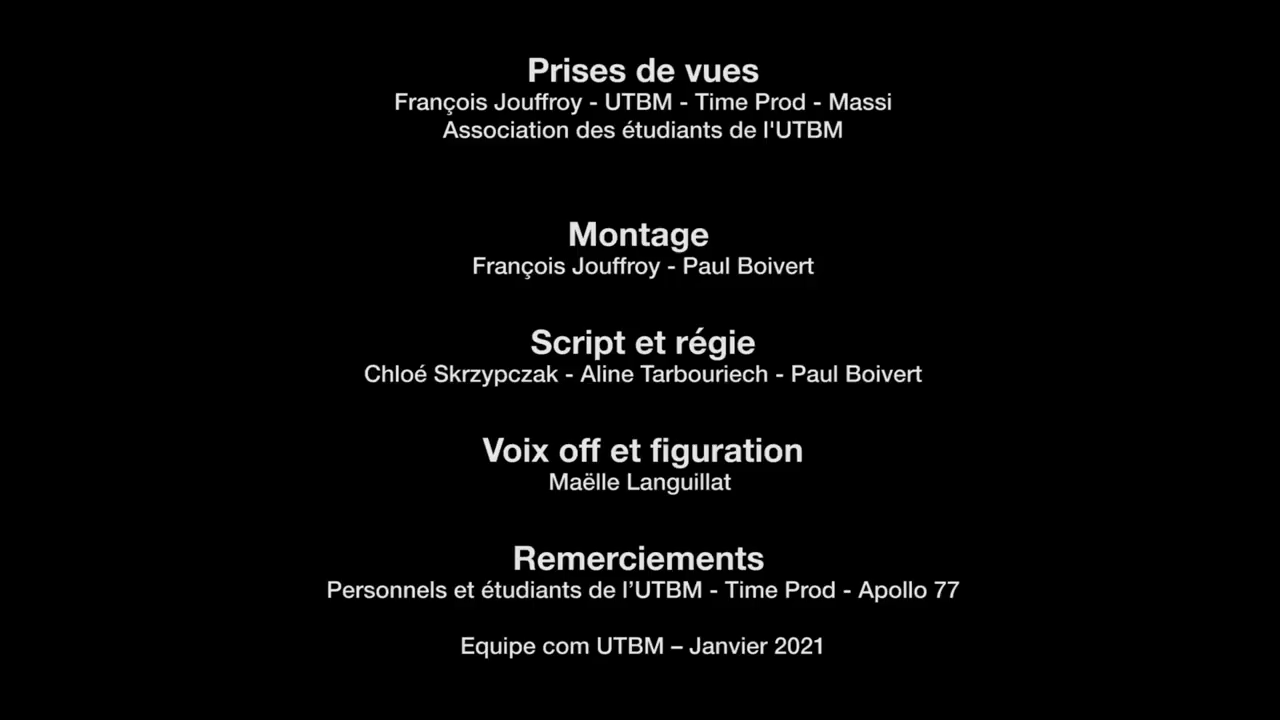 Prises de vues
François Jouffroy - UTBM - Time Prod - Massi
Association des étudiants de l'UTBM
Montage
François Jouffroy - Paul Boivert
Script et régie
Chloé Skrzypczak - Aline Tarbouriech - Paul Boivert
Voix off et figuration
Maëlle Languillat
Remerciements
Personnels et étudiants de l’UTBM - Time Prod - Apollo 77
Equipe com UTBM – Janvier 2021